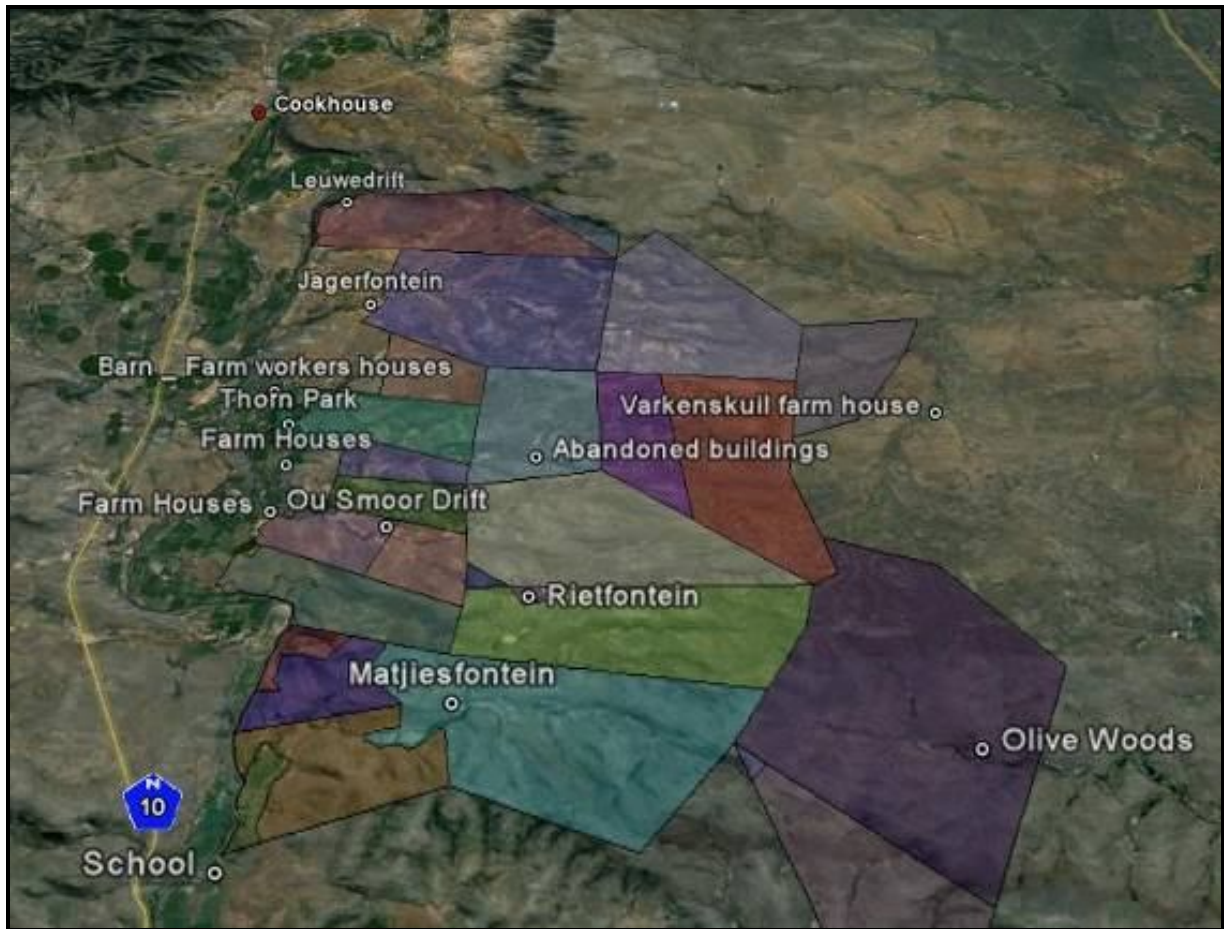 Cookhouse
Leuwedrift
Jagerfontein
Barn _ Farm workers houses
Thorn Park
Varkenskuil farm house
Farm Houses
Abandoned buildings
Farm Houses
Ou Smoor Drift
Rietfontein
Matjiesfontein
Olive Woods
N
10
School